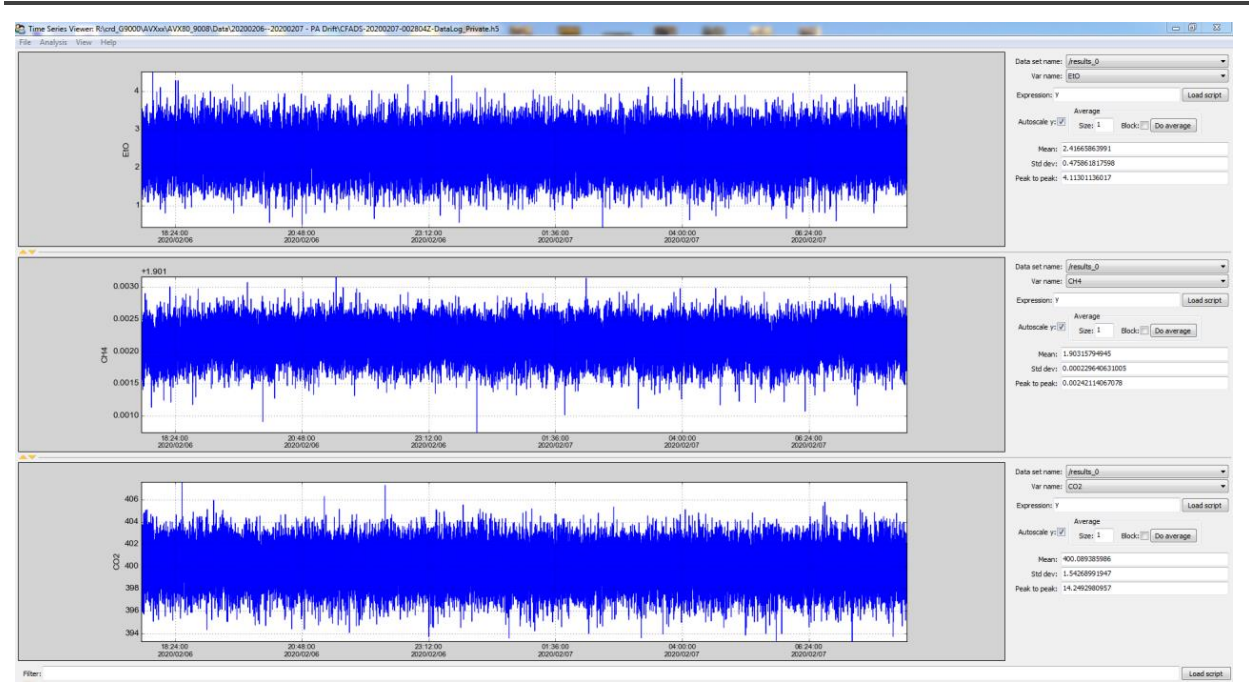 Time Series Viewer: R:\crd_G9000\AVXxx\AVX80_9008\Data\20200206--20200207 - PA Drift\CFADS-20200207-002804Z-DataLog_Private.h5
File Analysis View Help
4
3
2
1
EtO
18:24:00 20:48:00 23:12:00 01:36:00 04:00:00 06:24:00
2020/02/06 2020/02/06 2020/02/06 2020/02/07 2020/02/07 2020/02/07
Data set name: /results_0
Var name: EtO
Expression: Y Load script
Average
Autoscale y: Size: 1 Block: Do average
Mean: 2.41665863991
Std dev: 0.475861817598
Peak to peak: 4.11301136017
+1.901
0.0030
0.0025
0.0020
0.0015
0.0010
CH4
18:24:00 20:48:00 23:12:00 01:36:00 04:00:00 06:24:00
2020/02/06 2020/02/06 2020/02/06 2020/02/07 2020/02/07 2020/02/07
Data set name: /results_0
Var name: CH4
Expression: Y Load script
Average
Autoscale y: Size: 1 Block: Do average
Mean: 1.90315794945
Std dev: 0.000229640631005
Peak to peak: 0.00242114067078
406
404
402
400
398
396
394
CO2
18:24:00 20:48:00 23:12:00 01:36:00 04:00:00 06:24:00
2020/02/06 2020/02/06 2020/02/06 2020/02/07 2020/02/07 2020/02/07
Data set name: /results_0
Var name: CO2
Expression: Y Load script
Average
Autoscale y: Size: 1 Block: Do average
Mean: 400.089385986
Std dev: 1.54268991947
Peak to peak: 14.2492980957
Filter: Load script